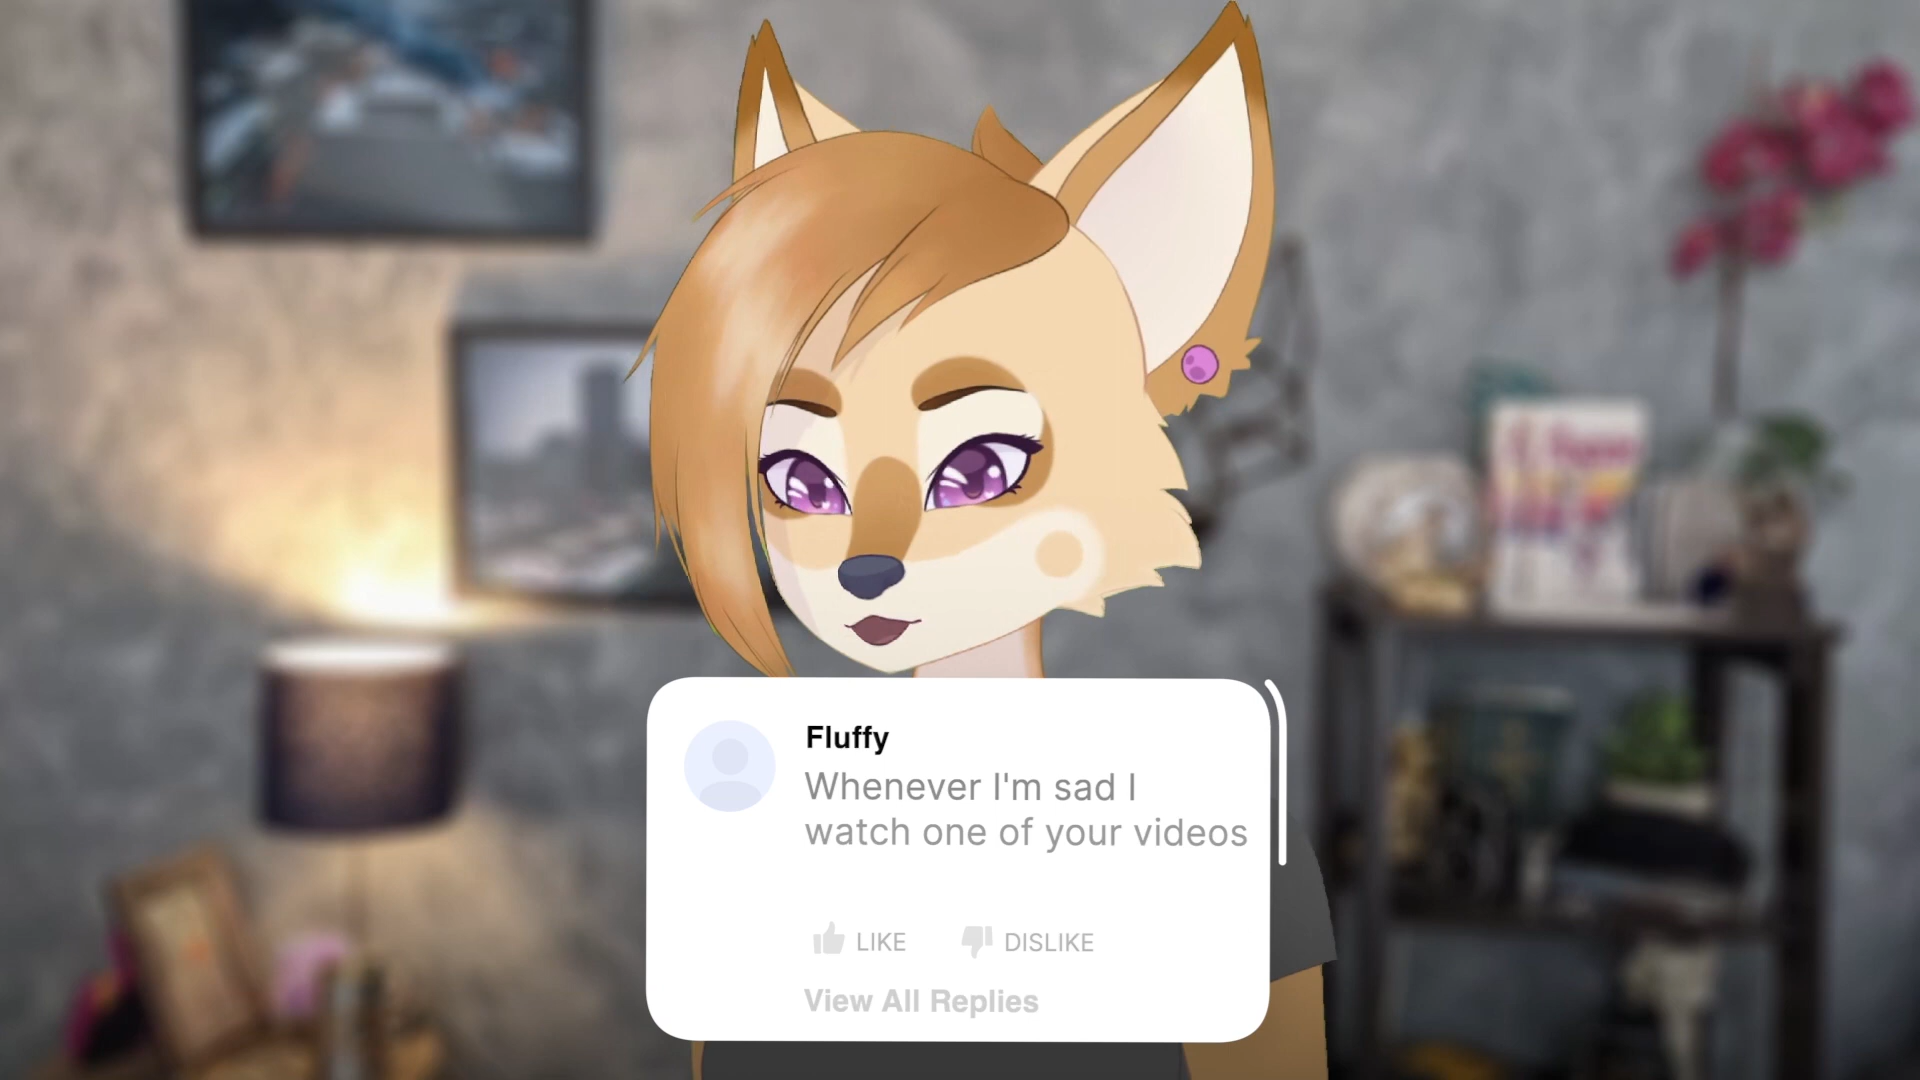 Fluffy
Whenever I'm sad I
watch one of your videos
LIKE
DISLIKE
View All Replies